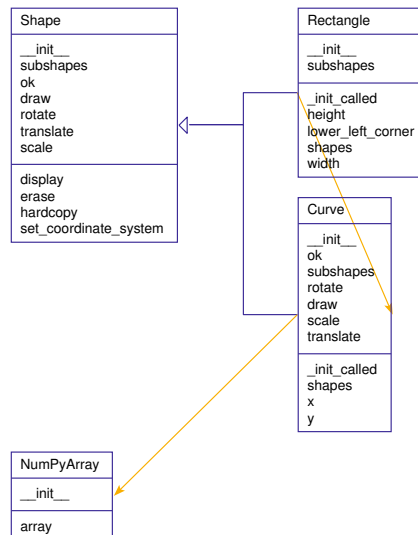 Shape
__init__
subshapes
ok
draw
rotate
translate
scale
display
erase
hardcopy
set_coordinate_system
Rectangle
__init__
subshapes
_init_called
height
lower_left_corner
shapes
width
Curve
__init__
ok
subshapes
rotate
draw
scale
translate
_init_called
shapes
x
y
NumPyArray
__init__
array